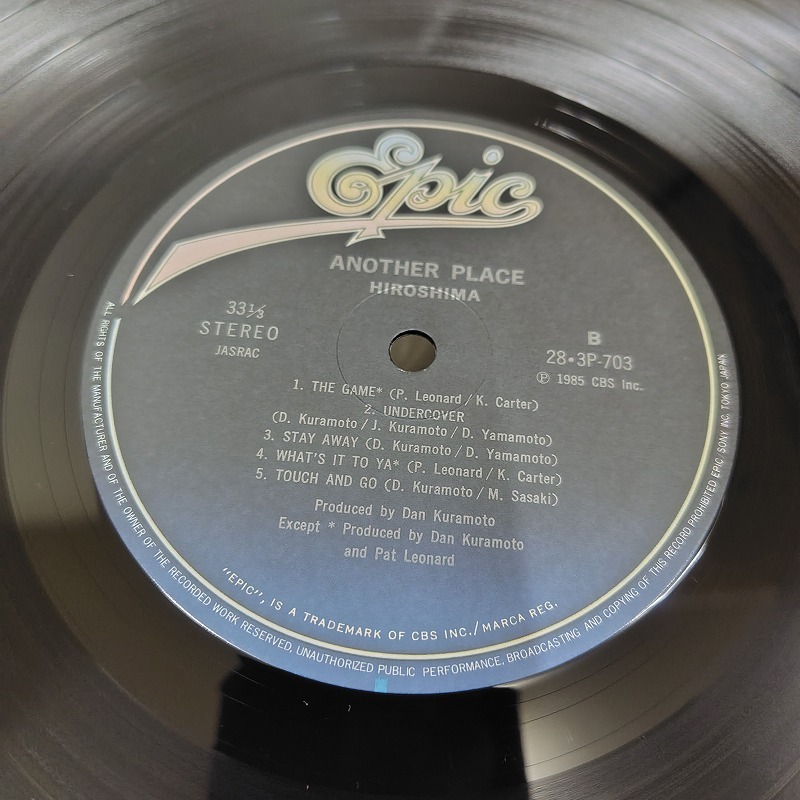 Epic
ANOTHER PLACE
HIROSHIMA
33⅓
STEREO
JASRAC
B
28•3P-703
Ⓟ 1985 CBS Inc.
1. THE GAME* (P. Leonard/K. Carter)
2. UNDERCOVER
(D. Kuramoto/J. Kuramoto/D. Yamamoto)
3. STAY AWAY (D. Kuramoto/D. Yamamoto)
4. WHAT'S IT TO YA* (P. Leonard/K. Carter)
5. TOUCH AND GO (D. Kuramoto/M. Sasaki)
Produced by Dan Kuramoto
Except * Produced by Dan Kuramoto
and Pat Leonard
"EPIC", IS A TRADEMARK OF CBS INC./MARCA REG.
ALL RIGHTS OF THE MANUFACTURER AND OF THE OWNER OF THE RECORDED WORK RESERVED, UNAUTHORIZED PUBLIC PERFORMANCE, BROADCASTING AND COPYING OF THIS RECORD PROHIBITED EPIC/SONY INC. TOKYO JAPAN